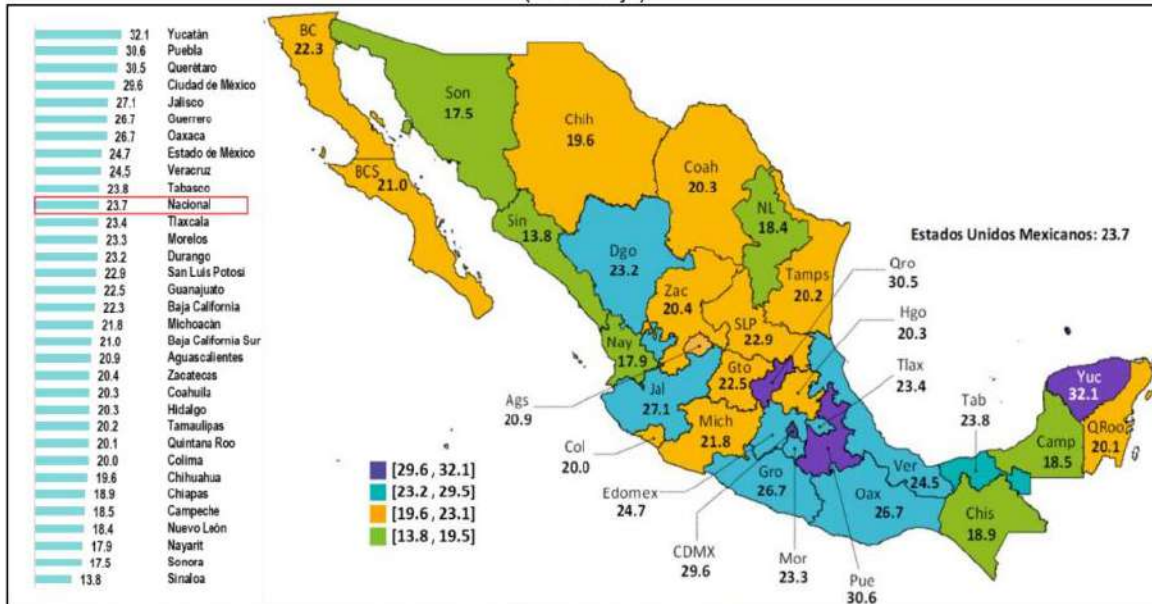 32.1 Yucatán
30.6 Puebla
30.5 Querétaro
29.6 Ciudad de México
27.1 Jalisco
26.7 Guerrero
26.7 Oaxaca
24.7 Estado de México
24.5 Veracruz
23.8 Tabasco
23.7 Nacional
23.4 Tlaxcala
23.3 Morelos
23.2 Durango
22.9 San Luis Potosí
22.5 Guanajuato
22.3 Baja California
21.8 Michoacán
21.0 Baja California Sur
20.9 Aguascalientes
20.4 Zacatecas
20.3 Coahuila
20.3 Hidalgo
20.2 Tamaulipas
20.1 Quintana Roo
20.0 Colima
19.6 Chihuahua
18.9 Chiapas
18.5 Campeche
18.4 Nuevo León
17.9 Nayarit
17.5 Sonora
13.8 Sinaloa
BC
22.3
Son
17.5
Chih
19.6
BCS
21.0
Coah
20.3
NL
18.4
Sin
13.8
Dgo
23.2
Estados Unidos Mexicanos: 23.7
Tamps
20.2
Qro
30.5
Zac
20.4
SLP
22.9
Hgo
20.3
Nay
17.9
Gto
22.5
Tlax
23.4
Yuc
32.1
Ags
20.9
Jal
27.1
Tab
23.8
QRoo
20.1
Mich
21.8
Camp
18.5
Col
20.0
Ver
24.5
[29.6 , 32.1]
[23.2 , 29.5]
[19.6 , 23.1]
[13.8 , 19.5]
Edomex
24.7
Gro
26.7
Oax
26.7
Chis
18.9
CDMX
29.6
Mor
23.3
Pue
30.6